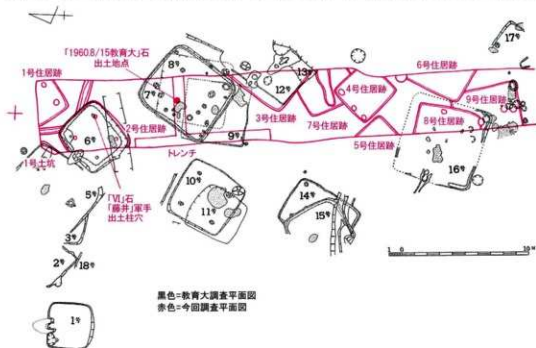 17号
「1960.8/15教育大」石
出土地点
8号
1号住居跡
6号住居跡
7号
13号
12号
4号住居跡
9号住居跡
3号住居跡
7号住居跡
8号住居跡
6号
2号住居跡
9号
5号住居跡
1号土坑
トレンチ
16号
10号
「Ⅵ」石
「藤井」軍手
出土柱穴
14号
5号
11号
15号
3号
2号
18号
1 0 10M
黒色=教育大調査平面図
赤色=今回調査平面図
1号